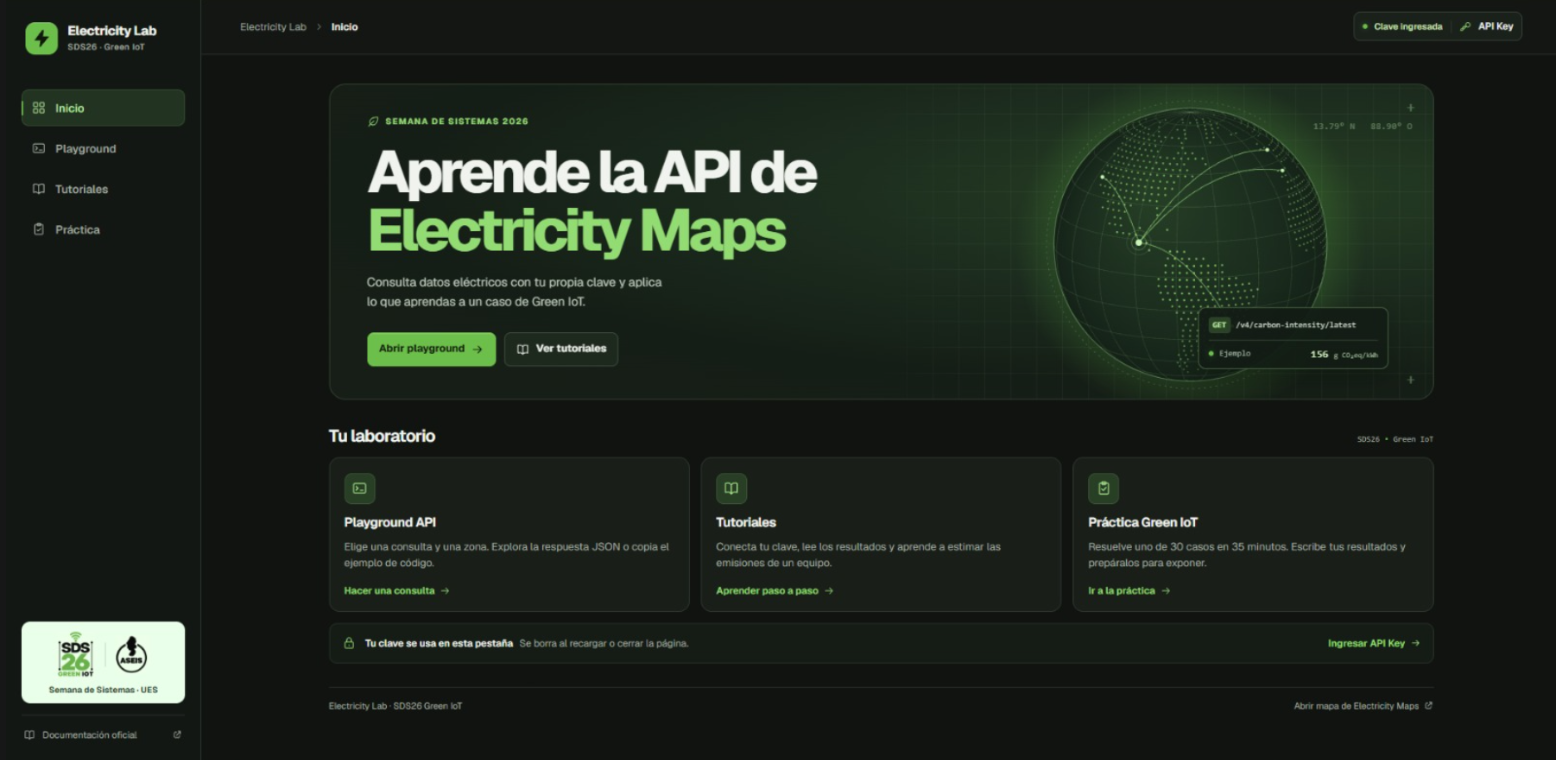 Electricity Lab
SDS26 · Green IoT
Inicio
Playground
Tutoriales
Práctica
SDS
26
GREEN IOT
ASEIS
Semana de Sistemas · UES
Documentación oficial
Electricity Lab > Inicio
Clave ingresada
API Key
SEMANA DE SISTEMAS 2026
Aprende la API de
Electricity Maps
Consulta datos eléctricos con tu propia clave y aplica
lo que aprendas a un caso de Green IoT.
Abrir playground →
Ver tutoriales
13.79° N 88.90° O
GET /v4/carbon-intensity/latest
Ejemplo 156 g CO₂eq/kWh
Tu laboratorio
SDS26 • Green IoT
Playground API
Elige una consulta y una zona. Explora la respuesta JSON o copia el
ejemplo de código.
Hacer una consulta →
Tutoriales
Conecta tu clave, lee los resultados y aprende a estimar las
emisiones de un equipo.
Aprender paso a paso →
Práctica Green IoT
Resuelve uno de 30 casos en 35 minutos. Escribe tus resultados y
prepáralos para exponer.
Ir a la práctica →
Tu clave se usa en esta pestaña Se borra al recargar o cerrar la página.
Ingresar API Key →
Electricity Lab · SDS26 Green IoT
Abrir mapa de Electricity Maps